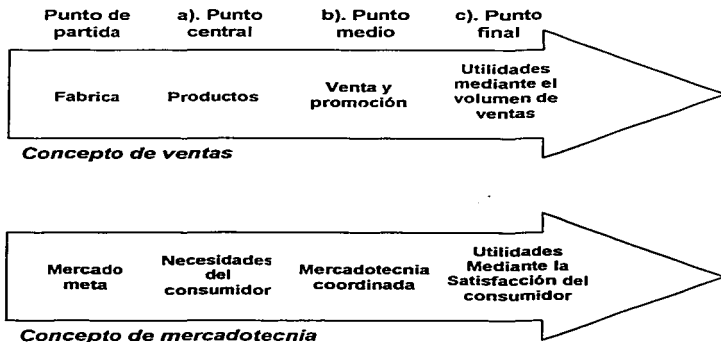 Punto de partida
a). Punto central
b). Punto medio
c). Punto final
Fabrica
Productos
Venta y promoción
Utilidades mediante el volumen de ventas
Concepto de ventas
Mercado meta
Necesidades del consumidor
Mercadotecnia coordinada
Utilidades Mediante la Satisfacción del consumidor
Concepto de mercadotecnia